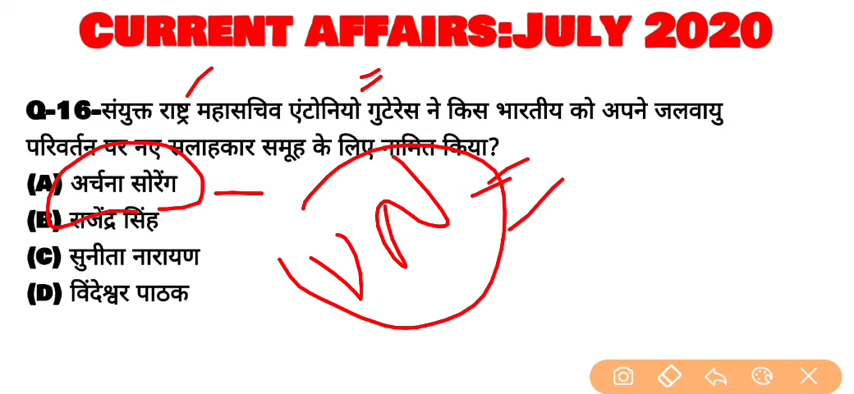 CURRENT AFFAIRS:JULY 2020
Q-16-संयुक्त राष्ट्र महासचिव एंटोनियो गुटेरेस ने किस भारतीय को अपने जलवायु
परिवर्तन पर नए सलाहकार समूह के लिए नामित किया?
(A) अर्चना सोरेंग
(B) राजेंद्र सिंह
(C) सुनीता नारायण
(D) विंदेश्वर पाठक
UN